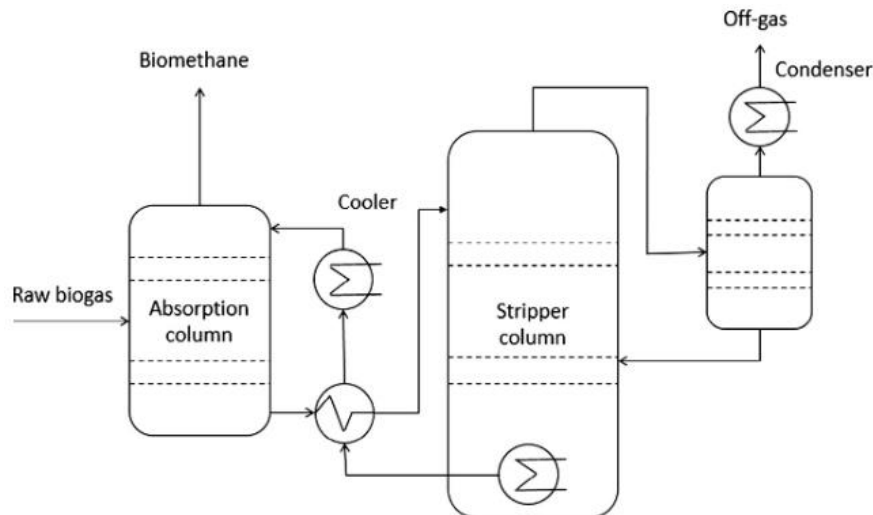 Off-gas
Condenser
Biomethane
Cooler
Raw biogas
Absorption
column
Stripper
column